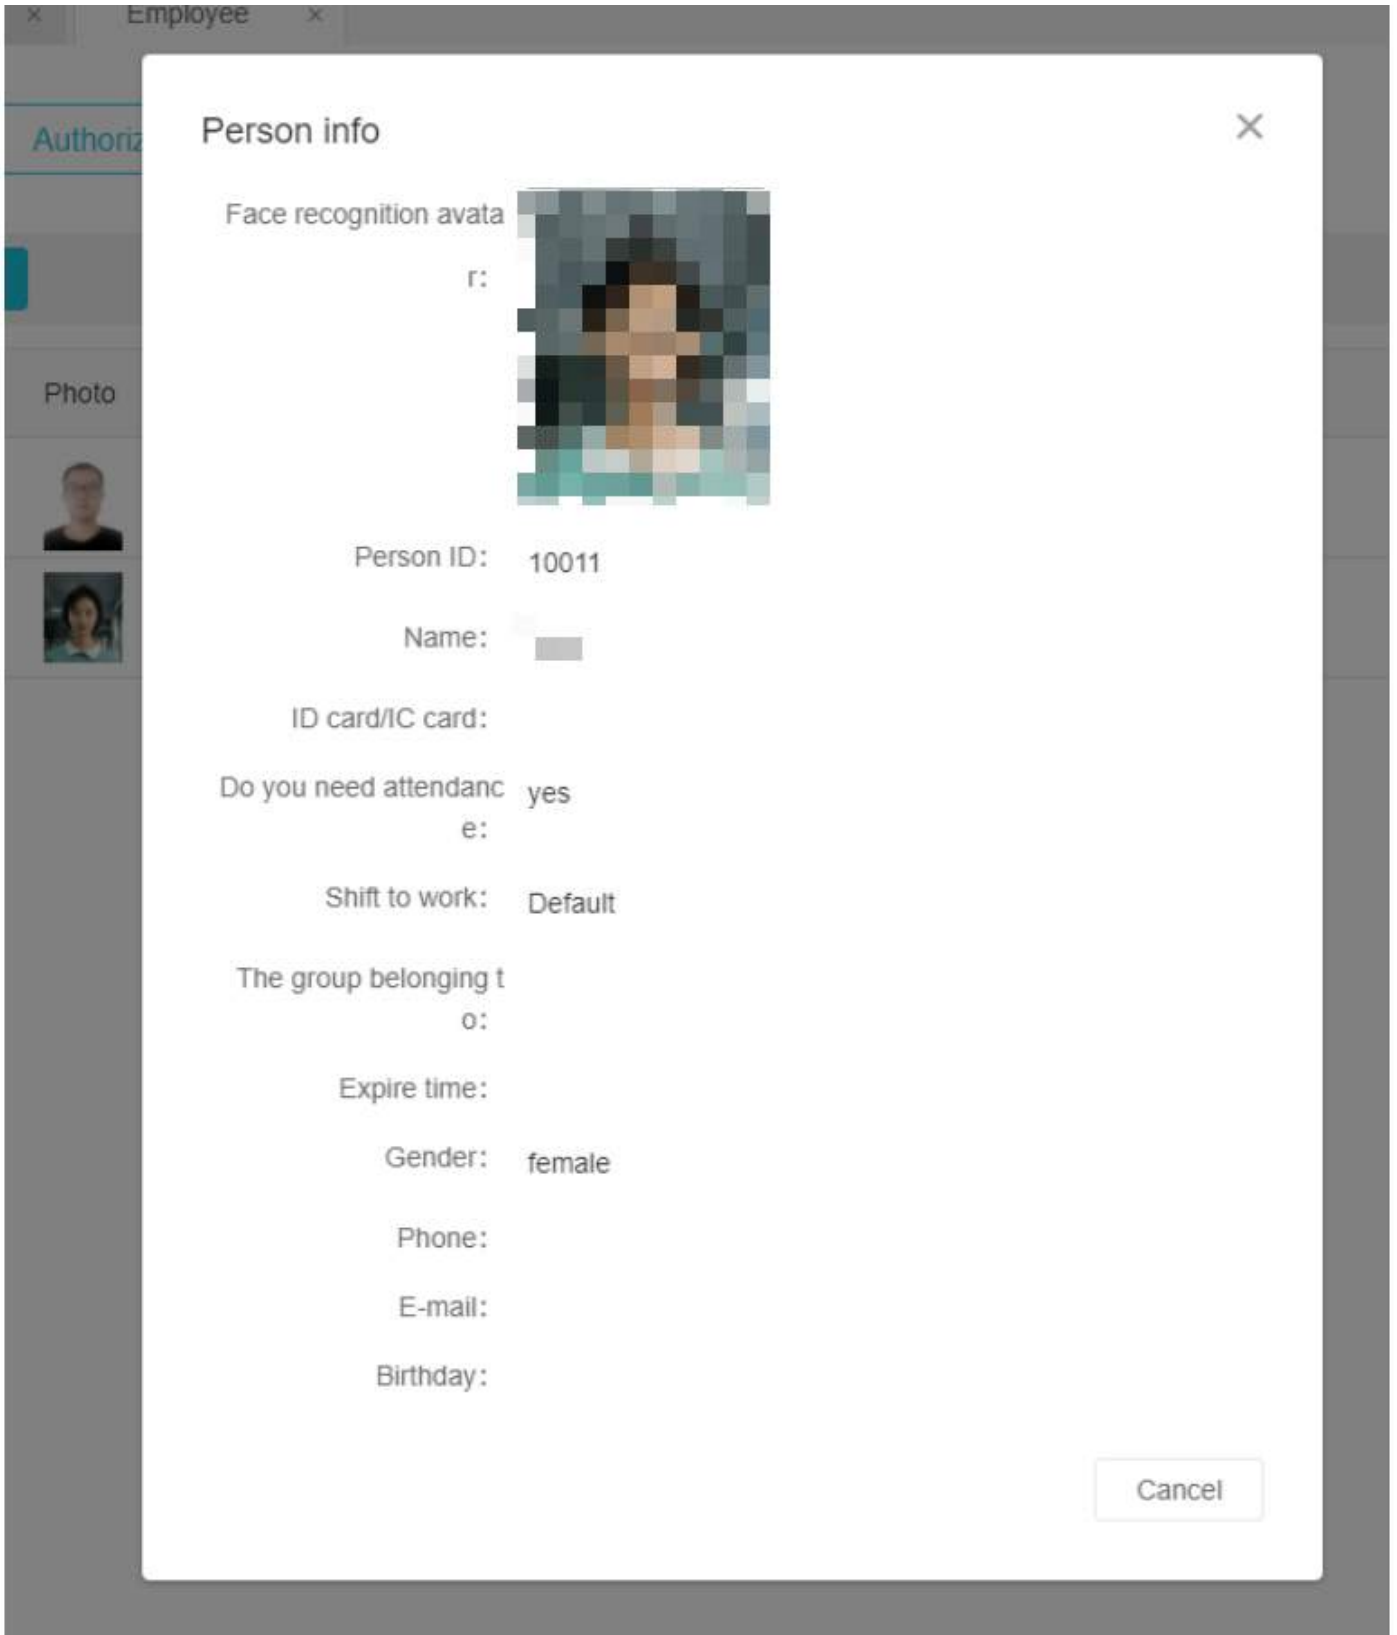 Employee
Authoriz
Person info
Face recognition avata
r:
Photo
Person ID: 10011
Name:
ID card/IC card:
Do you need attendanc
e: yes
Shift to work: Default
The group belonging t
o:
Expire time:
Gender: female
Phone:
E-mail:
Birthday:
Cancel